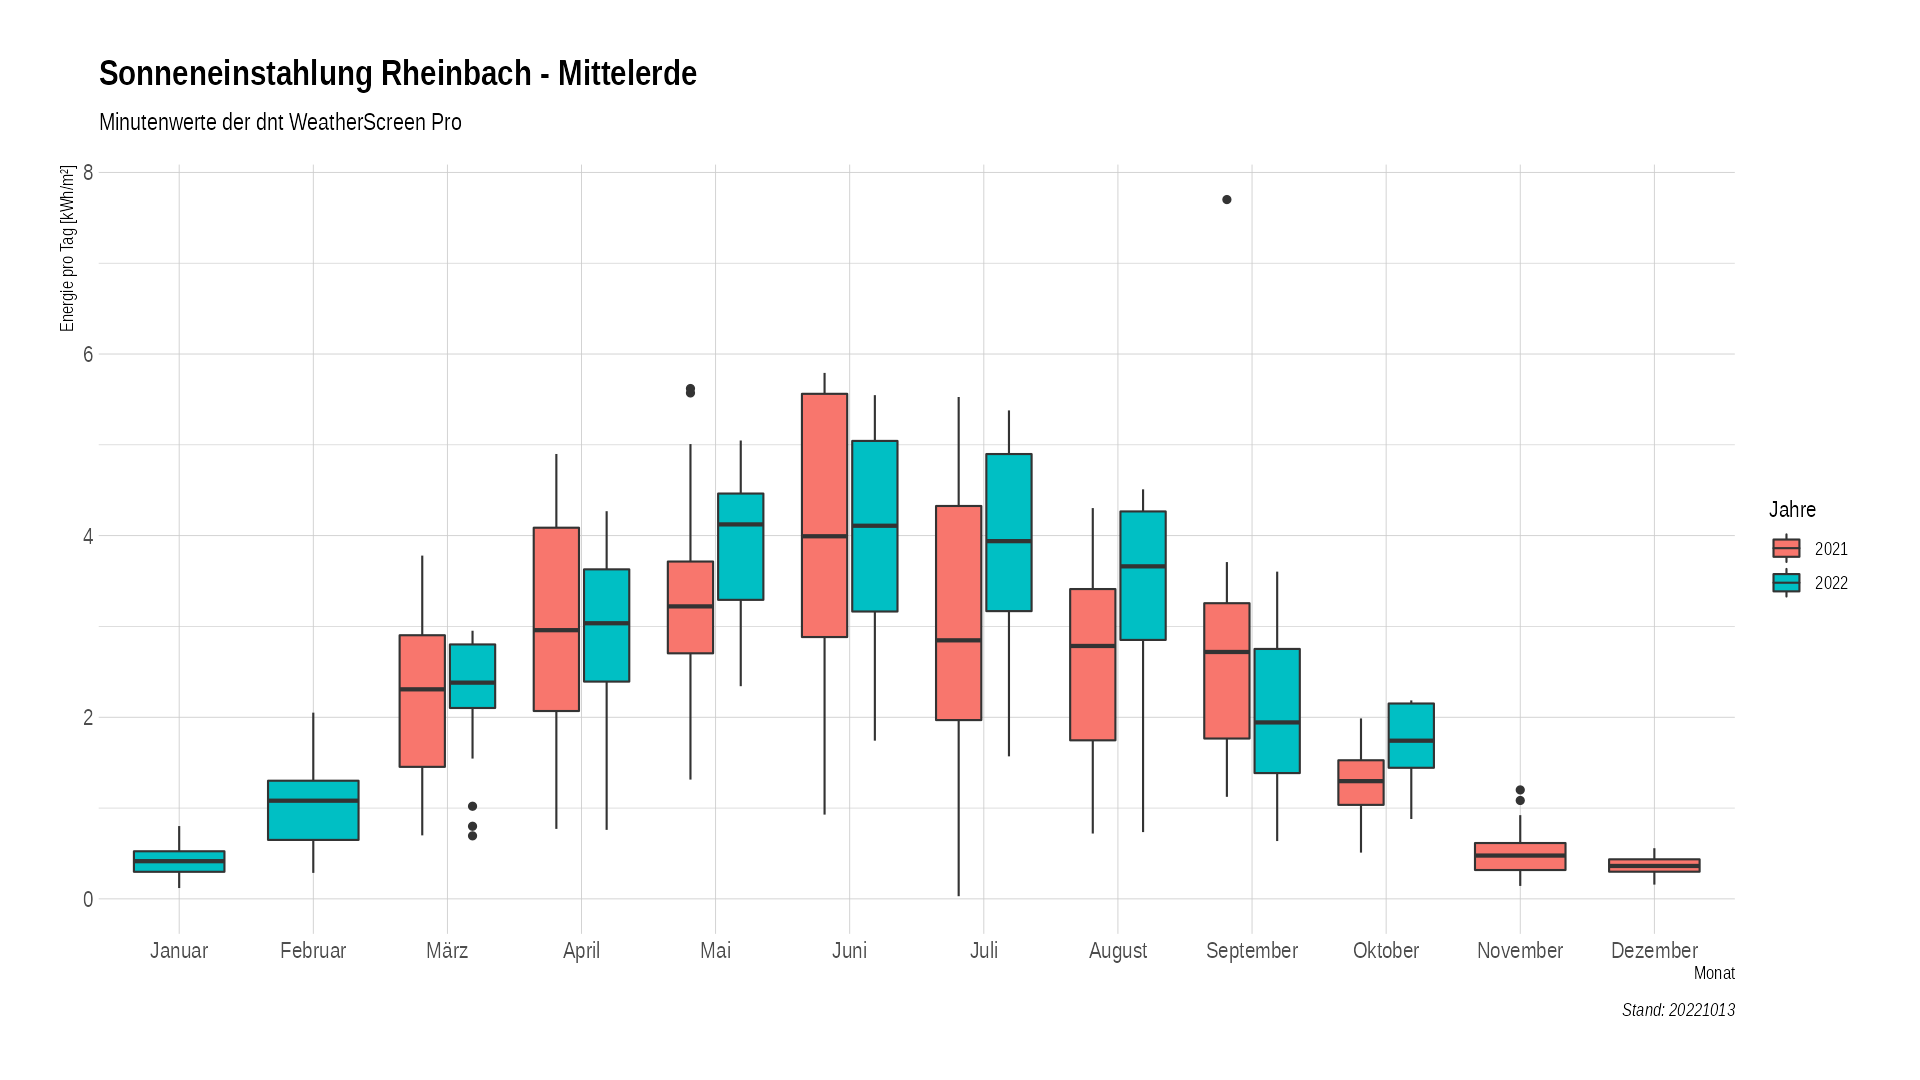 Sonneneinstahlung Rheinbach - Mittelerde
Minutenwerte der dnt WeatherScreen Pro
Energie pro Tag [kWh/m²]
8
6
4
2
0
Januar
Februar
März
April
Mai
Juni
Juli
August
September
Oktober
November
Dezember
Monat
Jahre
2021
2022
Stand: 20221013